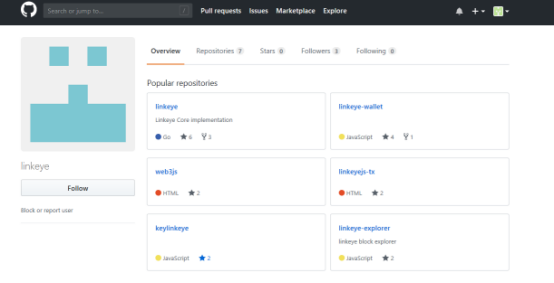 Search or jump to... / Pull requests Issues Marketplace Explore
Overview Repositories 7 Stars 0 Followers 3 Following 0
Popular repositories
linkeye
Linkeye Core implementation
Go 6 3
linkeye-wallet
JavaScript 4 1
web3js
HTML 2
linkeyejs-tx
HTML 2
keylinkeye
JavaScript 2
linkeye-explorer
linkeye block explorer
JavaScript 2
linkeye
Follow
Block or report user